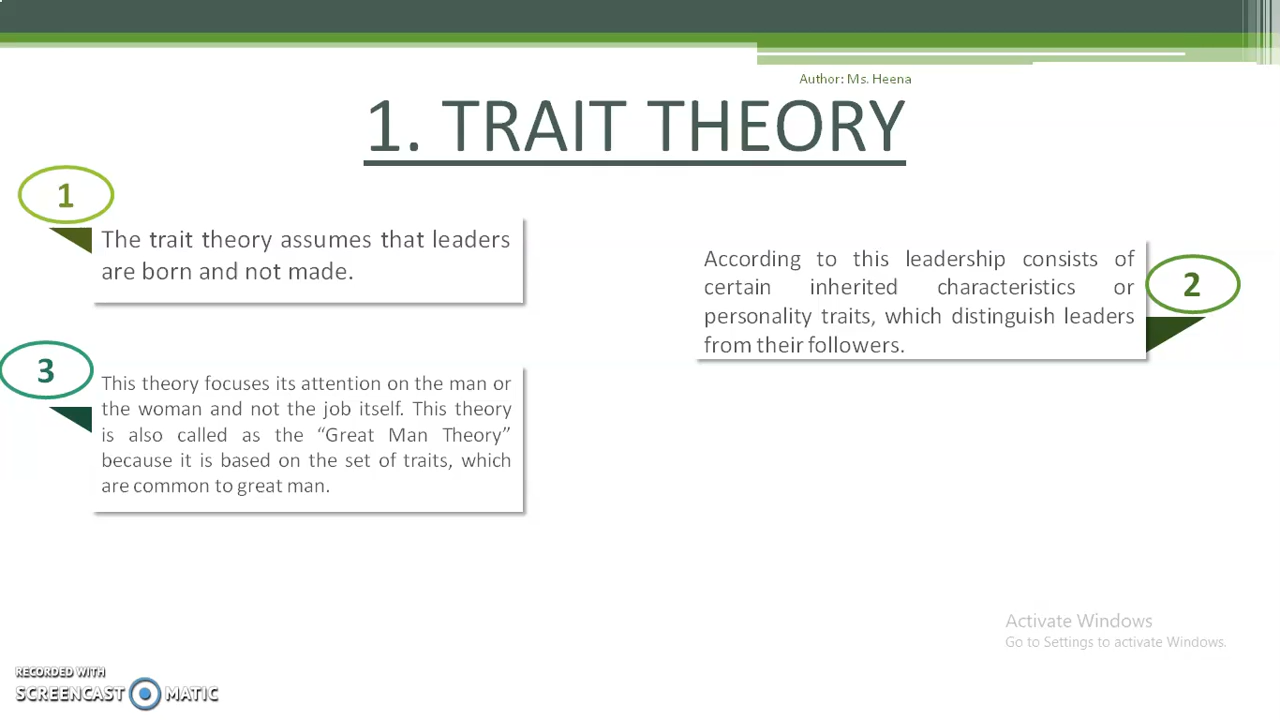 Author: Ms. Heena
1. TRAIT THEORY
1
The trait theory assumes that leaders
are born and not made.
According to this leadership consists of
certain inherited characteristics or
personality traits, which distinguish leaders
from their followers.
2
3
This theory focuses its attention on the man or
the woman and not the job itself. This theory
is also called as the “Great Man Theory”
because it is based on the set of traits, which
are common to great man.
Activate Windows
Go to Settings to activate Windows.
RECORDED WITH
SCREENCAST MATIC